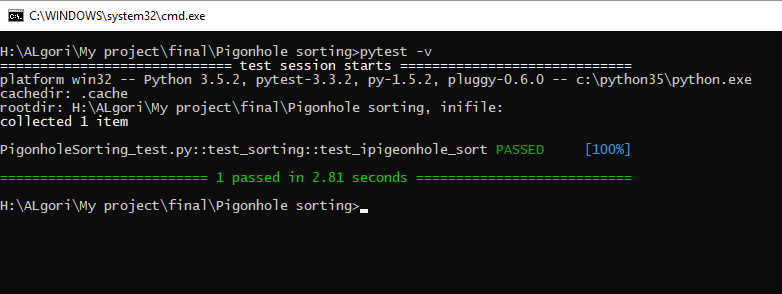 C:\WINDOWS\system32\cmd.exe
H:\ALgori\My project\final\Pigonhole sorting>pytest -v
============================= test session starts =============================
platform win32 -- Python 3.5.2, pytest-3.3.2, py-1.5.2, pluggy-0.6.0 -- c:\python35\python.exe
cachedir: .cache
rootdir: H:\ALgori\My project\final\Pigonhole sorting, inifile:
collected 1 item
PigonholeSorting_test.py::test_sorting::test_ipigeonhole_sort PASSED     [100%]
========================== 1 passed in 2.81 seconds ===========================
H:\ALgori\My project\final\Pigonhole sorting>